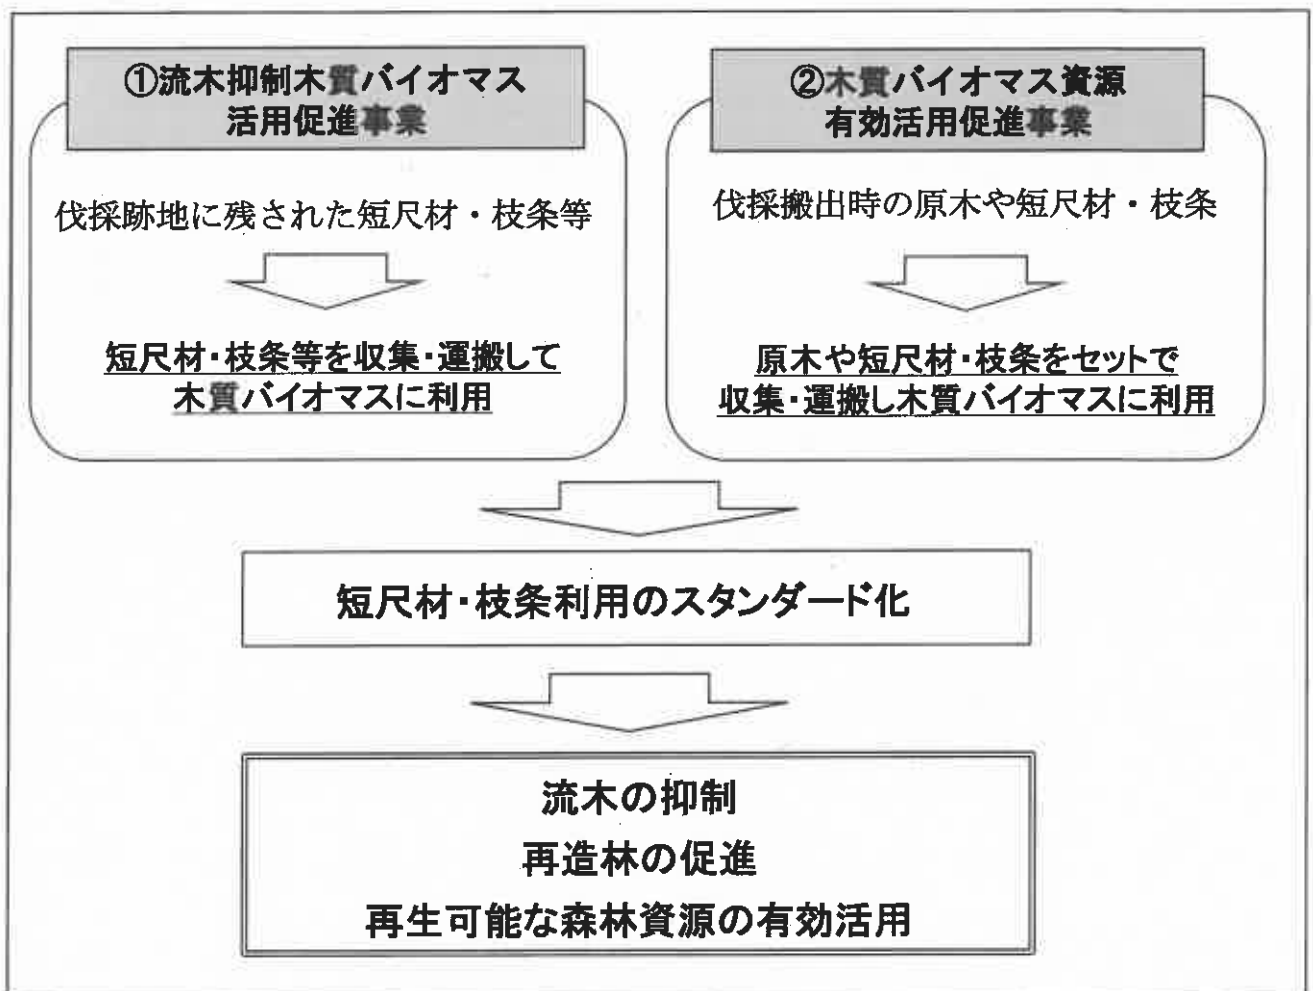 ①流木抑制木質バイオマス
活用促進事業
伐採跡地に残された短尺材・枝条等
短尺材・枝条等を収集・運搬して
木質バイオマスに利用
②木質バイオマス資源
有効活用促進事業
伐採搬出時の原木や短尺材・枝条
原木や短尺材・枝条をセットで
収集・運搬し木質バイオマスに利用
短尺材・枝条利用のスタンダード化
流木の抑制
再造林の促進
再生可能な森林資源の有効活用